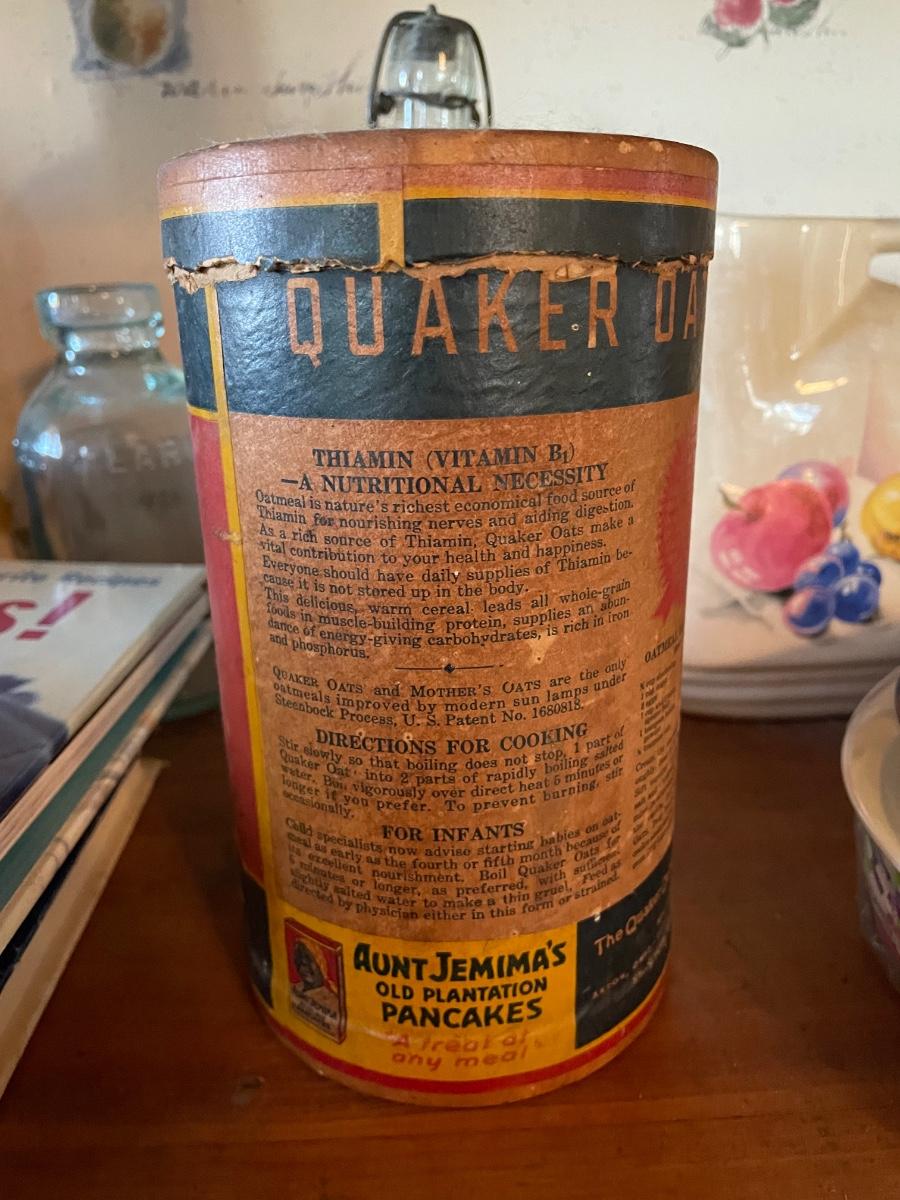 QUAKER OA
THIAMIN (VITAMIN B1)
—A NUTRITIONAL NECESSITY
Oatmeal is nature's richest economical food source of
Thiamin for nourishing nerves and aiding digestion.
As a rich source of Thiamin, Quaker Oats make a
vital contribution to your health and happiness.
Everyone should have daily supplies of Thiamin be-
cause it is not stored up in the body.
This delicious, warm cereal leads all whole-grain
foods in muscle-building protein, supplies an abun-
dance of energy-giving carbohydrates, is rich in iron
and phosphorus.
QUAKER OATS and MOTHER'S OATS are the only
oatmeals improved by modern sun lamps under
Steenbock Process, U. S. Patent No. 1680818.
DIRECTIONS FOR COOKING
Stir slowly so that boiling does not stop, 1 part of
Quaker Oats into 2 parts of rapidly boiling salted
water. Boil vigorously over direct heat 5 minutes or
longer if you prefer. To prevent burning, stir
occasionally.
FOR INFANTS
Child specialists now advise starting babies on oat-
meal as early as the fourth or fifth month because of
its excellent nourishment. Boil Quaker Oats for
5 minutes or longer, as preferred, with sufficient
slightly salted water to make a thin gruel. Feed as
directed by physician either in this form or strained.
AUNT JEMIMA'S
OLD PLANTATION
PANCAKES
A treat at
any meal
The Quaker
OATMEAL
S!